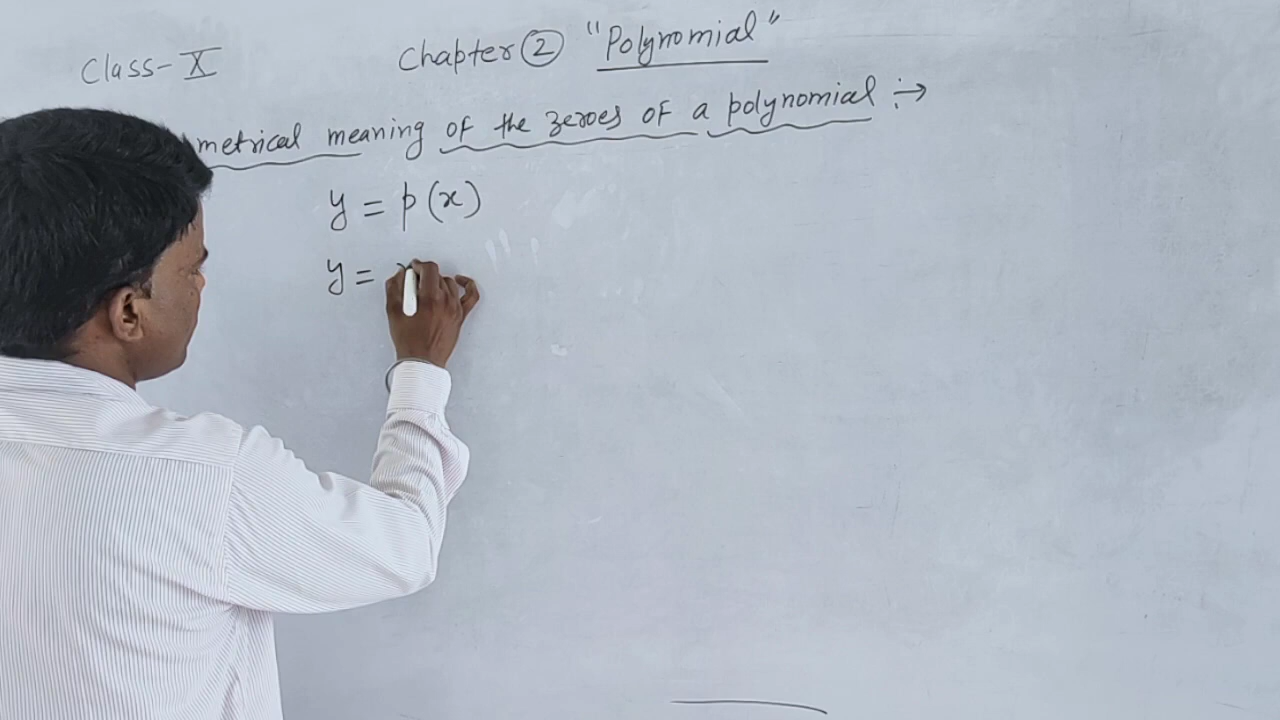 Class-X
Chapter ② "Polynomial"
metrical meaning of the zeroes of a polynomial :→
y = p(x)
y =